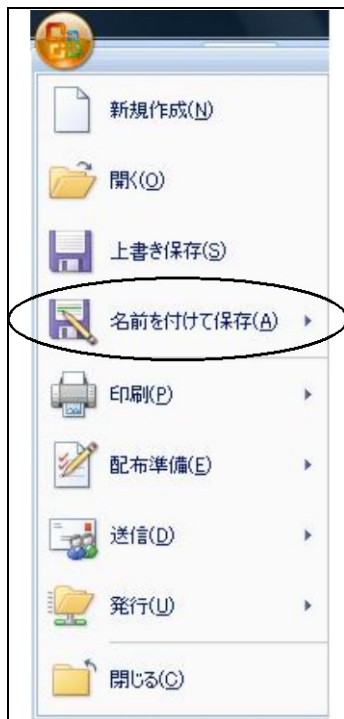 新規作成(N)
開く(O)
上書き保存(S)
名前を付けて保存(A)
印刷(P)
配布準備(E)
送信(D)
発行(U)
閉じる(C)